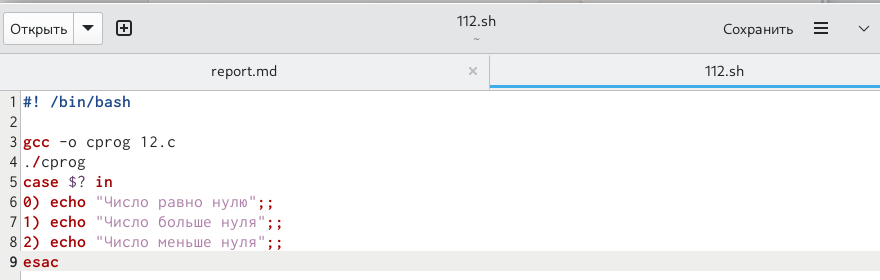 Открыть
112.sh
~
Сохранить
report.md
112.sh
1 #! /bin/bash
2
3 gcc -o cprog 12.c
4 ./cprog
5 case $? in
6 0) echo "Число равно нулю";;
7 1) echo "Число больше нуля";;
8 2) echo "Число меньше нуля";;
9 esac